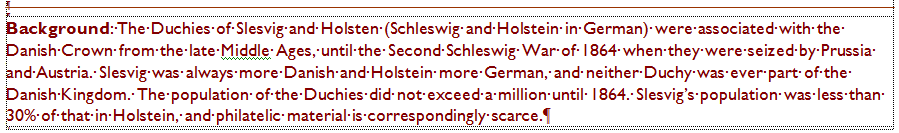 Background: The Duchies of Slesvig and Holsten (Schleswig and Holstein in German) were associated with the
Danish Crown from the late Middle Ages, until the Second Schleswig War of 1864 when they were seized by Prussia
and Austria. Slesvig was always more Danish and Holstein more German, and neither Duchy was ever part of the
Danish Kingdom. The population of the Duchies did not exceed a million until 1864. Slesvig's population was less than
30% of that in Holstein, and philatelic material is correspondingly scarce.¶